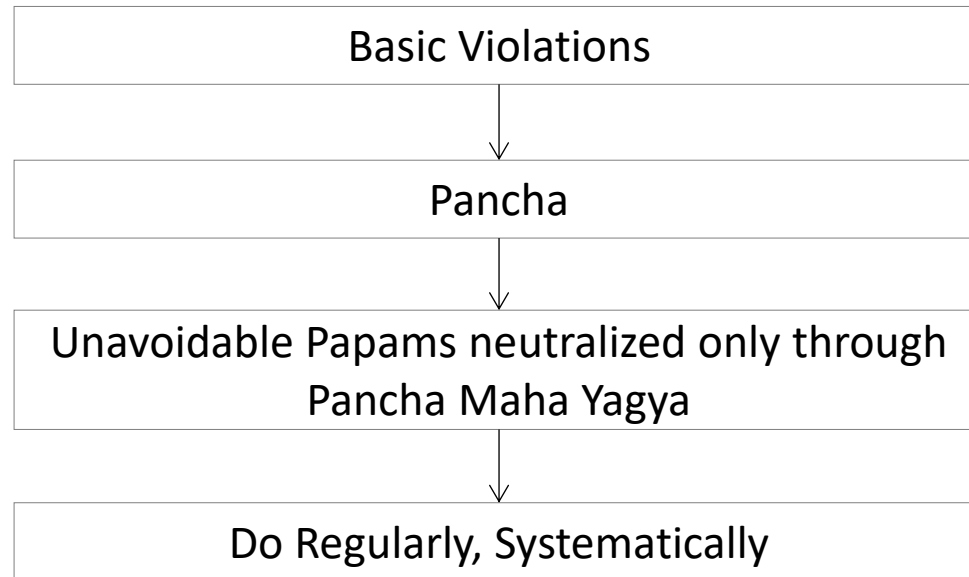 Basic Violations
Pancha
Unavoidable Papams neutralized only through
Pancha Maha Yagya
Do Regularly, Systematically